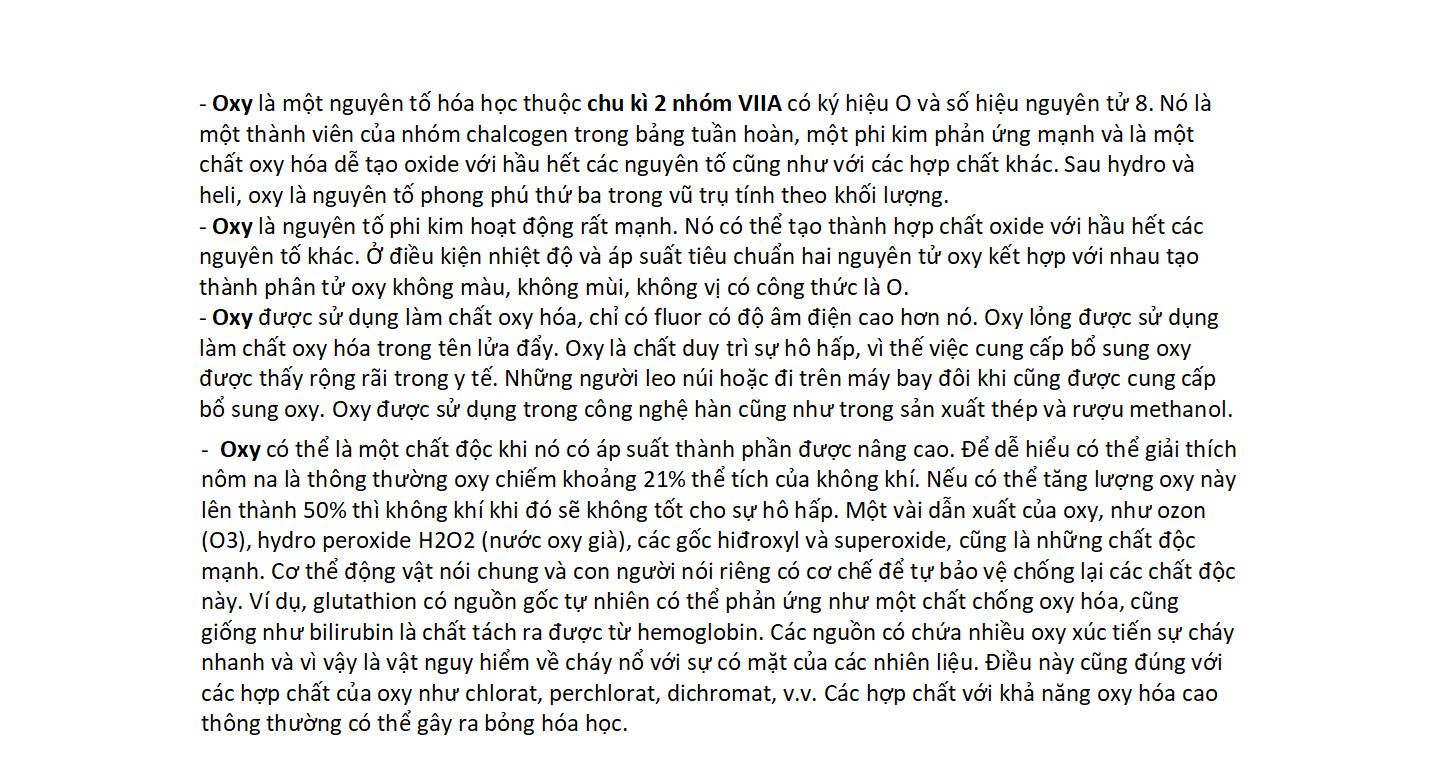 - Oxy là một nguyên tố hóa học thuộc chu kì 2 nhóm VIIA có ký hiệu O và số hiệu nguyên tử 8. Nó là
một thành viên của nhóm chalcogen trong bảng tuần hoàn, một phi kim phản ứng mạnh và là một
chất oxy hóa dễ tạo oxide với hầu hết các nguyên tố cũng như với các hợp chất khác. Sau hydro và
heli, oxy là nguyên tố phong phú thứ ba trong vũ trụ tính theo khối lượng.
- Oxy là nguyên tố phi kim hoạt động rất mạnh. Nó có thể tạo thành hợp chất oxide với hầu hết các
nguyên tố khác. Ở điều kiện nhiệt độ và áp suất tiêu chuẩn hai nguyên tử oxy kết hợp với nhau tạo
thành phân tử oxy không màu, không mùi, không vị có công thức là O.
- Oxy được sử dụng làm chất oxy hóa, chỉ có fluor có độ âm điện cao hơn nó. Oxy lỏng được sử dụng
làm chất oxy hóa trong tên lửa đẩy. Oxy là chất duy trì sự hô hấp, vì thế việc cung cấp bổ sung oxy
được thấy rộng rãi trong y tế. Những người leo núi hoặc đi trên máy bay đôi khi cũng được cung cấp
bổ sung oxy. Oxy được sử dụng trong công nghệ hàn cũng như trong sản xuất thép và rượu methanol.
- Oxy có thể là một chất độc khi nó có áp suất thành phần được nâng cao. Để dễ hiểu có thể giải thích
nôm na là thông thường oxy chiếm khoảng 21% thể tích của không khí. Nếu có thể tăng lượng oxy này
lên thành 50% thì không khí khi đó sẽ không tốt cho sự hô hấp. Một vài dẫn xuất của oxy, như ozon
(O3), hydro peroxide H2O2 (nước oxy già), các gốc hiđroxyl và superoxide, cũng là những chất độc
mạnh. Cơ thể động vật nói chung và con người nói riêng có cơ chế để tự bảo vệ chống lại các chất độc
này. Ví dụ, glutathion có nguồn gốc tự nhiên có thể phản ứng như một chất chống oxy hóa, cũng
giống như bilirubin là chất tách ra được từ hemoglobin. Các nguồn có chứa nhiều oxy xúc tiến sự cháy
nhanh và vì vậy là vật nguy hiểm về cháy nổ với sự có mặt của các nhiên liệu. Điều này cũng đúng với
các hợp chất của oxy như chlorat, perchlorat, dichromat, v.v. Các hợp chất với khả năng oxy hóa cao
thông thường có thể gây ra bỏng hóa học.